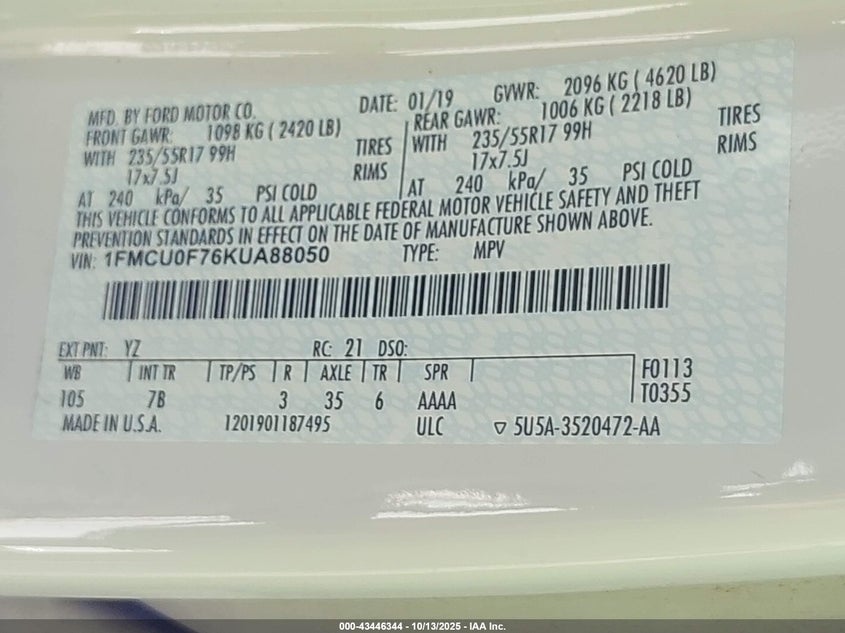 MFD. BY FORD MOTOR CO. DATE: 01/19 GVWR: 2096 KG ( 4620 LB)
FRONT GAWR: 1098 KG ( 2420 LB) REAR GAWR: 1006 KG ( 2218 LB)
WITH 235/55R17 99H TIRES WITH 235/55R17 99H TIRES
17x7.5J RIMS 17x7.5J RIMS
AT 240 kPa/ 35 PSI COLD AT 240 kPa/ 35 PSI COLD
THIS VEHICLE CONFORMS TO ALL APPLICABLE FEDERAL MOTOR VEHICLE SAFETY AND THEFT
PREVENTION STANDARDS IN EFFECT ON THE DATE OF MANUFACTURE SHOWN ABOVE.
VIN: 1FMCU0F76KUA88050 TYPE: MPV
EXT PNT: YZ RC: 21 DSO:
WB INT TR TP/PS R AXLE TR SPR F0113
105 7B 3 35 6 AAAA T0355
MADE IN U.S.A. 1201901187495 ULC ▽ 5U5A-3520472-AA
000-43446344 - 10/13/2025 - IAA Inc.